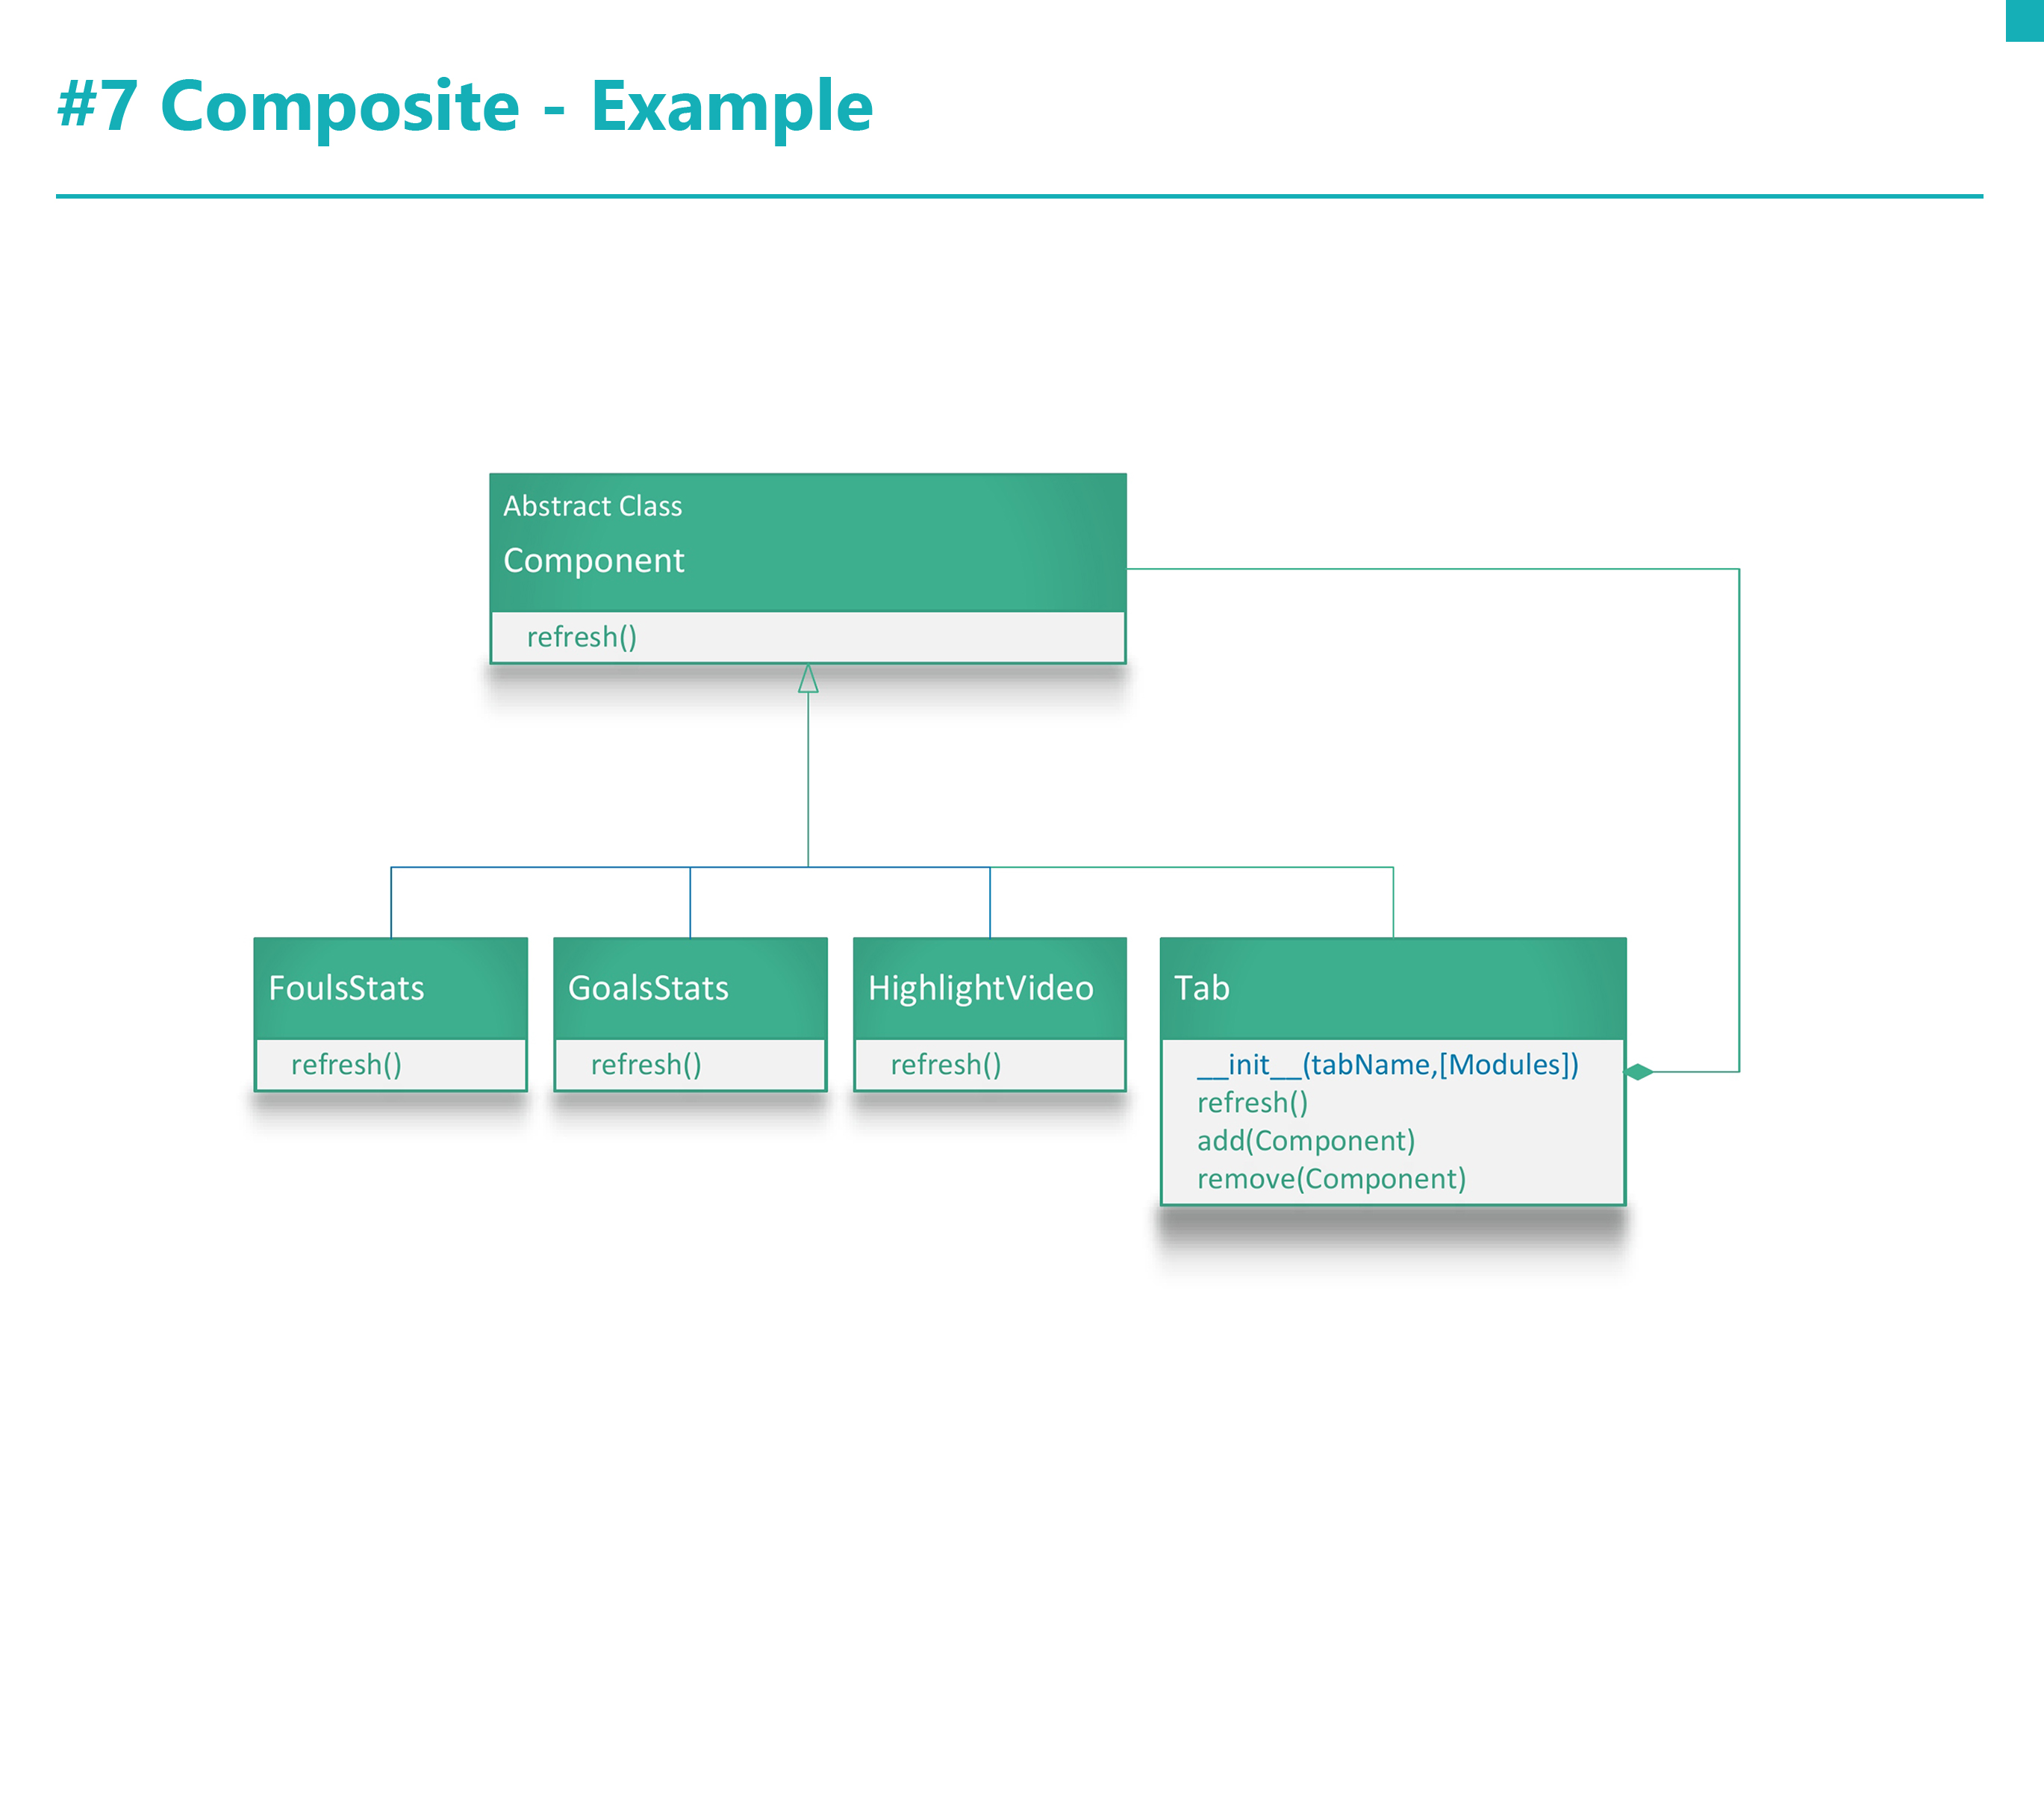 #7 Composite - Example
Abstract Class
Component
refresh()
FoulsStats
refresh()
GoalsStats
refresh()
HighlightVideo
refresh()
Tab
__init__(tabName,[Modules])
refresh()
add(Component)
remove(Component)